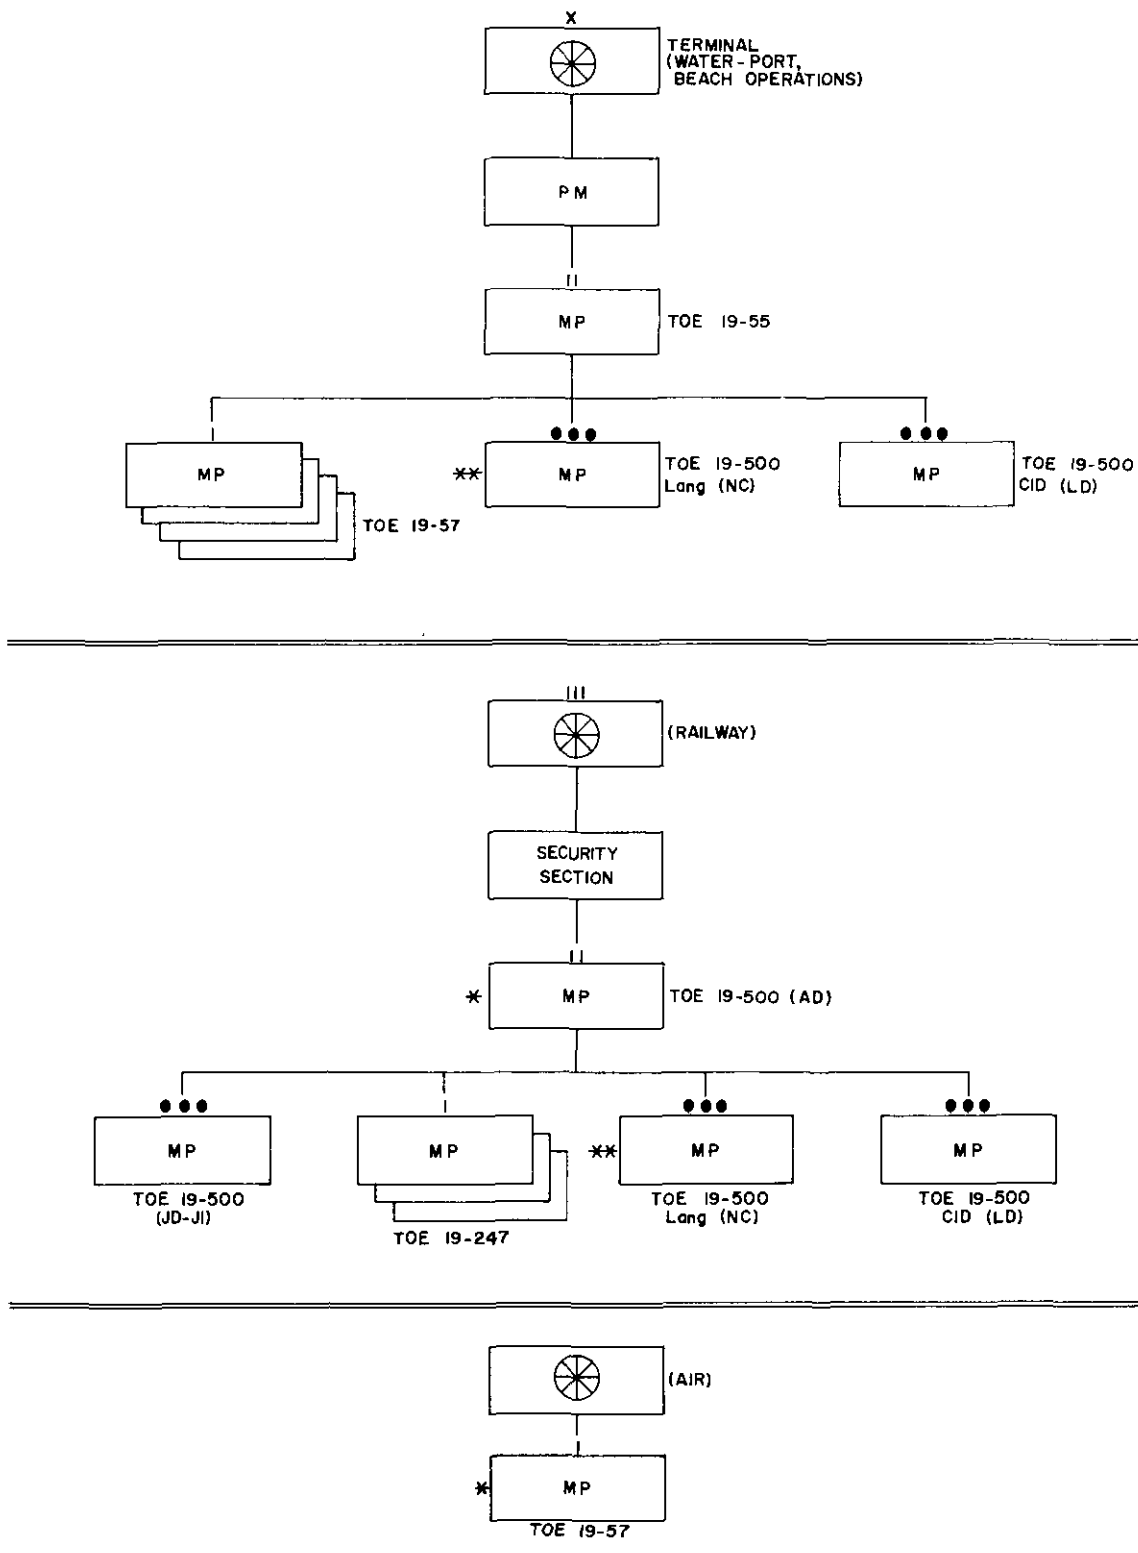 X
TERMINAL
(WATER-PORT,
BEACH OPERATIONS)
PM
II
MP
TOE 19-55
I
MP
TOE 19-57
**
MP
TOE 19-500
Lang (NC)
MP
TOE 19-500
CID (LD)
III
(RAILWAY)
SECURITY
SECTION
II
*
MP
TOE 19-500 (AD)
MP
TOE 19-500
(JD-JI)
I
MP
TOE 19-247
**
MP
TOE 19-500
Lang (NC)
MP
TOE 19-500
CID (LD)
(AIR)
I
*
MP
TOE 19-57